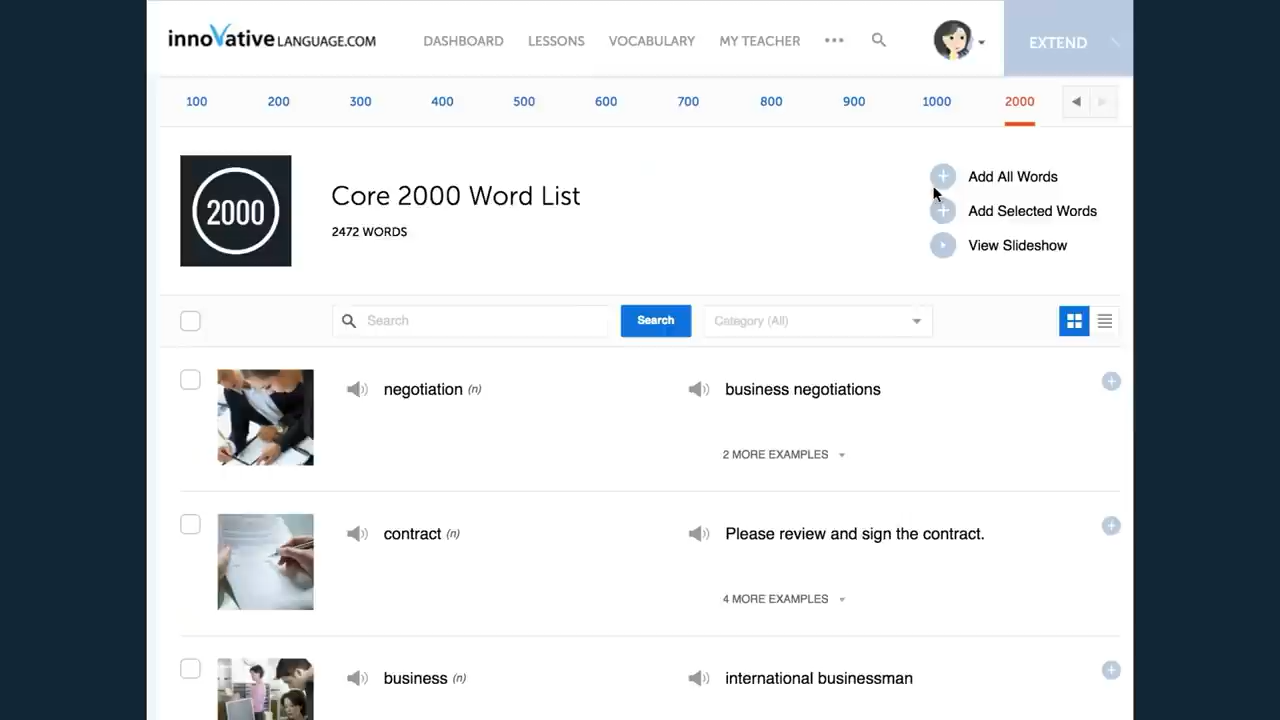 innoVative LANGUAGE.COM
DASHBOARD LESSONS VOCABULARY MY TEACHER EXTEND
100 200 300 400 500 600 700 800 900 1000 2000
2000
Core 2000 Word List
2472 WORDS
Add All Words
Add Selected Words
View Slideshow
Search Search Category (All)
negotiation (n) business negotiations
2 MORE EXAMPLES
contract (n) Please review and sign the contract.
4 MORE EXAMPLES
business (n) international businessman